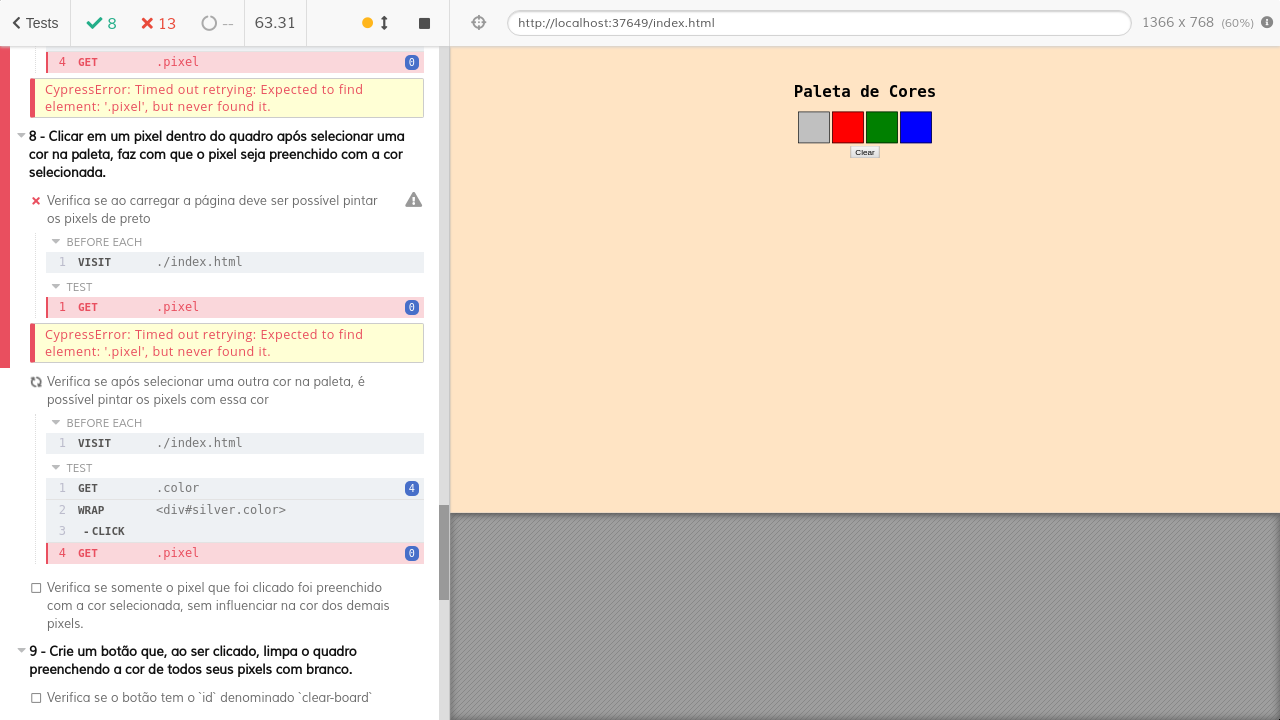 Tests
8
13
--
63.31
http://localhost:37649/index.html
1366 x 768 (60%)
4 GET .pixel 0
CypressError: Timed out retrying: Expected to find
element: '.pixel', but never found it.
8 - Clicar em um pixel dentro do quadro após selecionar uma
cor na paleta, faz com que o pixel seja preenchido com a cor
selecionada.
Verifica se ao carregar a página deve ser possível pintar
os pixels de preto
BEFORE EACH
1 VISIT ./index.html
TEST
1 GET .pixel 0
CypressError: Timed out retrying: Expected to find
element: '.pixel', but never found it.
Verifica se após selecionar uma outra cor na paleta, é
possível pintar os pixels com essa cor
BEFORE EACH
1 VISIT ./index.html
TEST
1 GET .color 4
2 WRAP <div#silver.color>
3 - CLICK
4 GET .pixel 0
Verifica se somente o pixel que foi clicado foi preenchido
com a cor selecionada, sem influenciar na cor dos demais
pixels.
9 - Crie um botão que, ao ser clicado, limpa o quadro
preenchendo a cor de todos seus pixels com branco.
Verifica se o botão tem o `id` denominado `clear-board`
Paleta de Cores
Clear